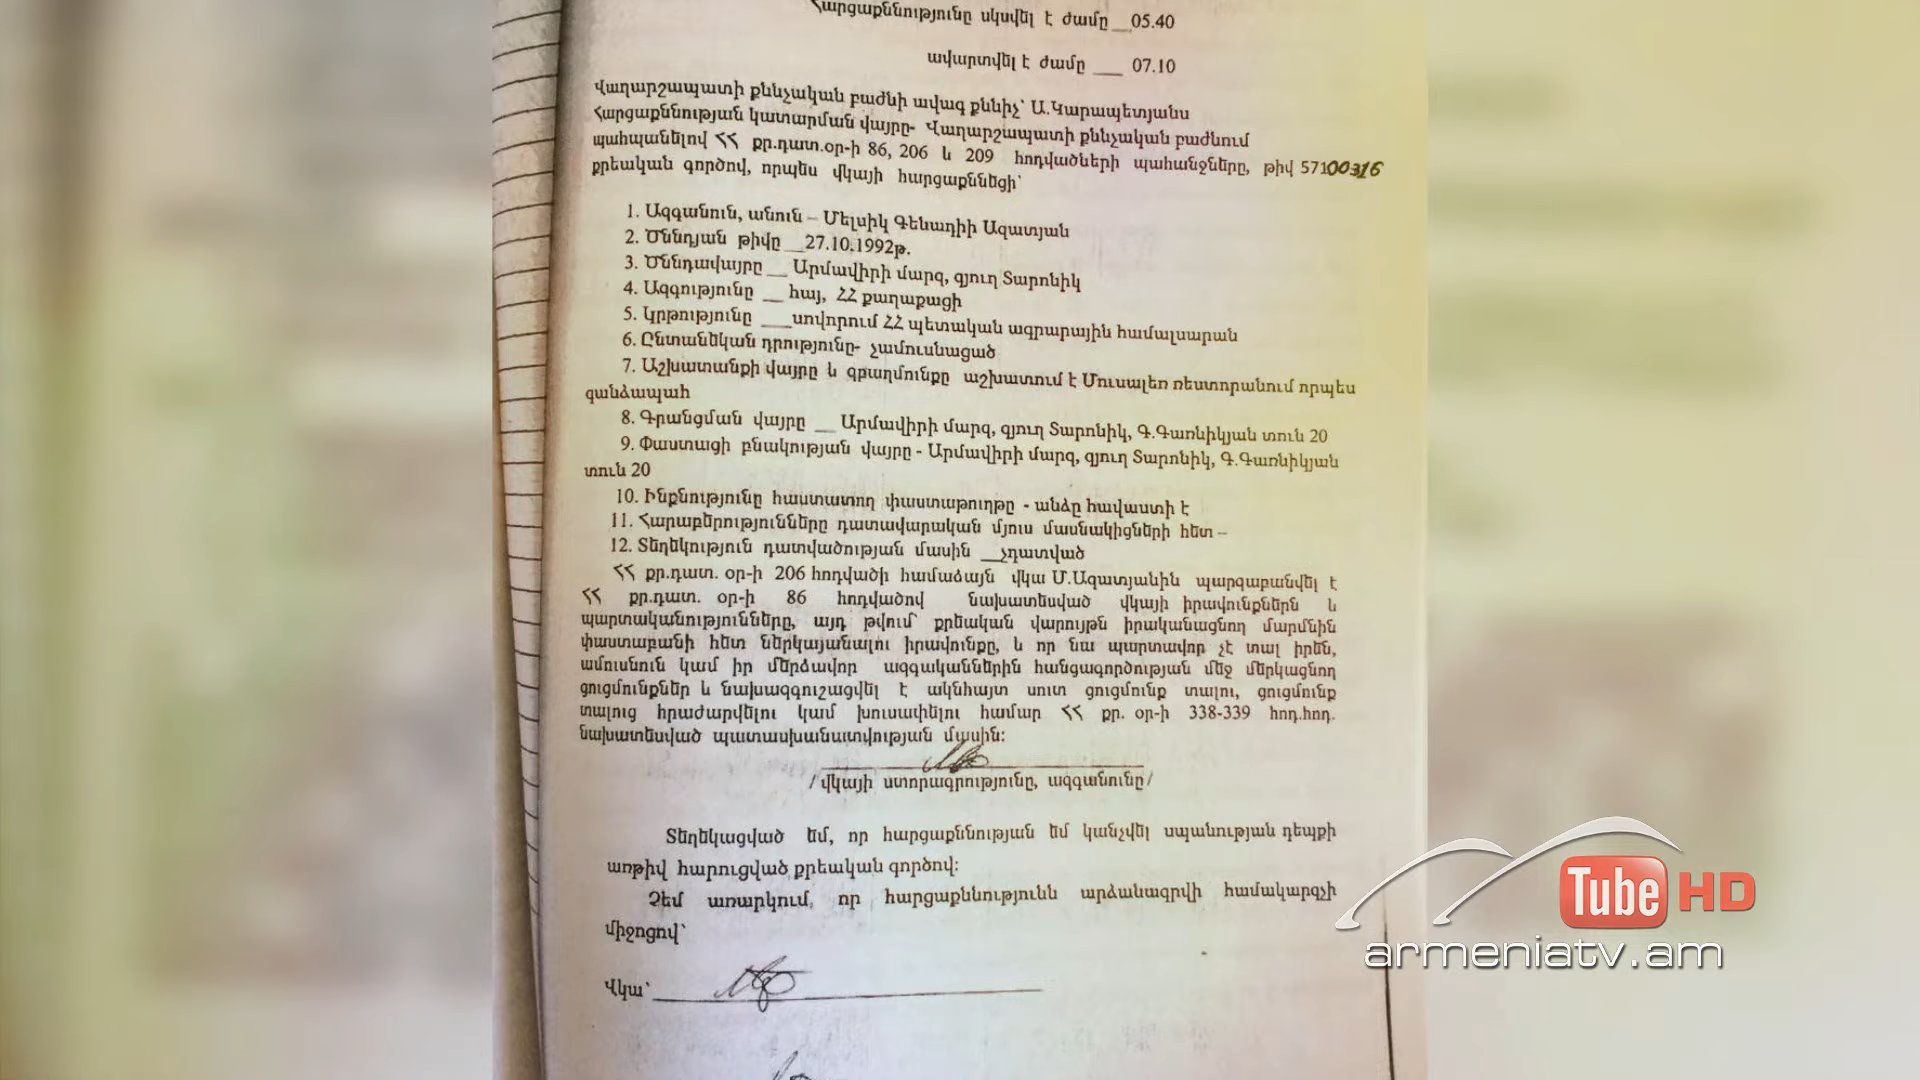 Հարցաքննությունը սկսվել է ժամը __05.40
ավարտվել է ժամը ___ 07.10
Վաղարշապատի քննչական բաժնի ավագ քննիչ՝ Ա.Կարապետյանս
Հարցաքննության կատարման վայրը- Վաղարշապատի քննչական բաժնում
պահպանելով ՀՀ քր.դատ.օր-ի 86, 206 և 209 հոդվածների պահանջները, թիվ 57100316
քրեական գործով, որպես վկայի հարցաքննեցի՝
1. Ազգանուն, անուն – Մելսիկ Գենադիի Ազատյան
2. Ծննդյան թիվը __27.10.1992թ.
3. Ծննդավայրը __ Արմավիրի մարզ, գյուղ Տարոնիկ
4. Ազգությունը __ հայ, ՀՀ քաղաքացի
5. Կրթությունը ___սովորում ՀՀ պետական ագրարային համալսարան
6. Ընտանեկան դրությունը- չամուսնացած
7. Աշխատանքի վայրը և զբաղմունքը աշխատում է Մուսալեռ ռեստորանում որպես
գանձապահ
8. Գրանցման վայրը __ Արմավիրի մարզ, գյուղ Տարոնիկ, Գ.Գառնիկյան տուն 20
9. Փաստացի բնակության վայրը - Արմավիրի մարզ, գյուղ Տարոնիկ, Գ.Գառնիկյան
տուն 20
10. Ինքնությունը հաստատող փաստաթուղթը - անձը հավաստի է
11. Հարաբերությունները դատավարական մյուս մասնակիցների հետ –
12. Տեղեկություն դատվածության մասին __չդատված
ՀՀ քր.դատ. օր-ի 206 հոդվածի համաձայն վկա Մ.Ազատյանին պարզաբանվել է
ՀՀ քր.դատ. օր-ի 86 հոդվածով նախատեսված վկայի իրավունքներն և
պարտականությունները, այդ թվում՝ քրեական վարույթն իրականացնող մարմնին
փաստաբանի հետ ներկայանալու իրավունքը, և որ նա պարտավոր չէ տալ իրեն,
ամուսնուն կամ իր մերձավոր ազգականներին հանցագործության մեջ մերկացնող
ցուցմունքներ և նախազգուշացվել է ակնհայտ սուտ ցուցմունք տալու, ցուցմունք
տալուց հրաժարվելու կամ խուսափելու համար ՀՀ քր. օր-ի 338-339 հոդ.հոդ.
նախատեսված պատասխանատվության մասին:
/ վկայի ստորագրությունը, ազգանունը /
Տեղեկացված եմ, որ հարցաքննության եմ կանչվել սպանության դեպքի
առթիվ հարուցված քրեական գործով:
Չեմ առարկում, որ հարցաքննությունն արձանագրվի համակարգչի
միջոցով՝
Վկա՝
Tube HD
armeniatv.am